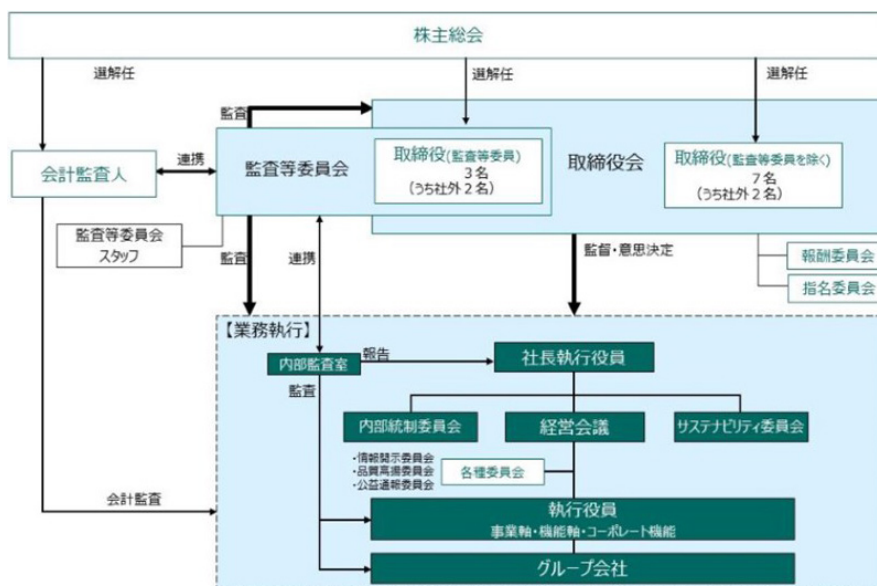 株主総会
選解任
選解任
選解任
監査
会計監査人
連携
監査等委員会
取締役(監査等委員)
3名
(うち社外2名)
取締役会
取締役(監査等委員を除く)
7名
(うち社外2名)
監査等委員会
スタッフ
監査
連携
監督・意思決定
報酬委員会
指名委員会
【業務執行】
内部監査室
報告
社長執行役員
監査
内部統制委員会
経営会議
サステナビリティ委員会
・情報開示委員会
・品質高揚委員会
・公益通報委員会
各種委員会
会計監査
執行役員
事業軸・機能軸・コーポレート機能
グループ会社